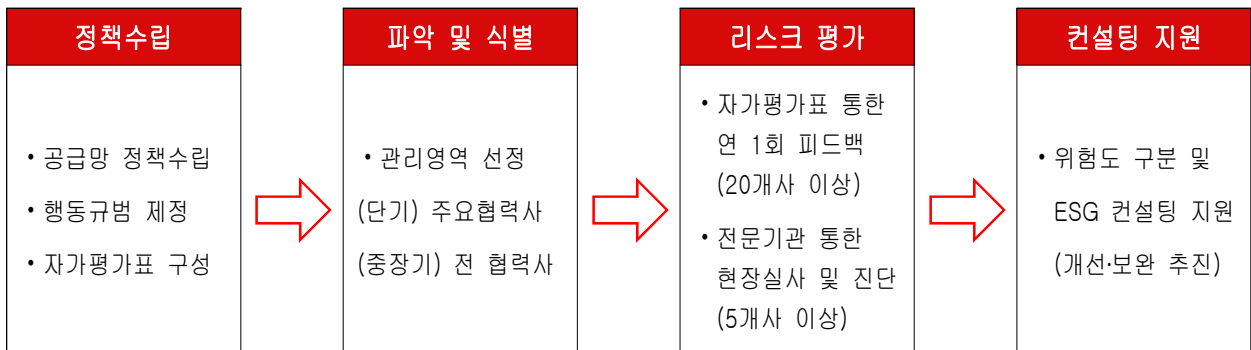 정책수립
• 공급망 정책수립
• 행동규범 제정
• 자가평가표 구성
파악 및 식별
• 관리영역 선정
(단기) 주요협력사
(중장기) 전 협력사
리스크 평가
• 자가평가표 통한
연 1회 피드백
(20개사 이상)
• 전문기관 통한
현장실사 및 진단
(5개사 이상)
컨설팅 지원
• 위험도 구분 및
ESG 컨설팅 지원
(개선·보완 추진)